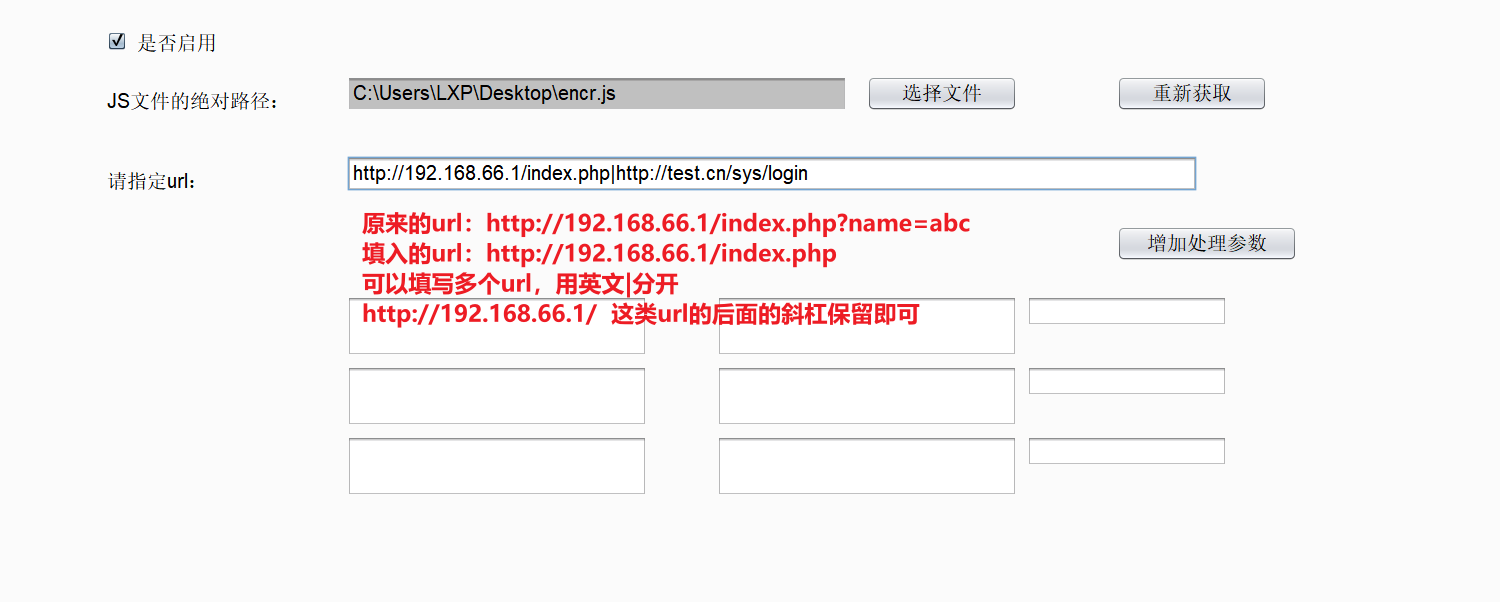 是否启用
JS文件的绝对路径： C:\Users\LXP\Desktop\encr.js 选择文件 重新获取
请指定url： http://192.168.66.1/index.php|http://test.cn/sys/login
原来的url：http://192.168.66.1/index.php?name=abc
填入的url：http://192.168.66.1/index.php
增加处理参数
可以填写多个url，用英文|分开
http://192.168.66.1/ 这类url的后面的斜杠保留即可